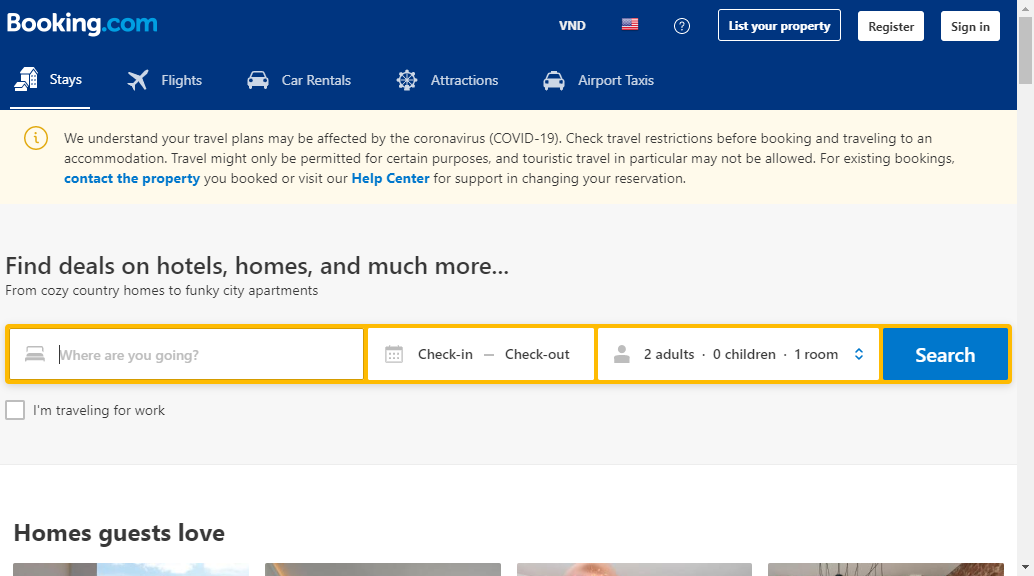 Booking.com
VND
List your property
Register
Sign in
Stays
Flights
Car Rentals
Attractions
Airport Taxis
We understand your travel plans may be affected by the coronavirus (COVID-19). Check travel restrictions before booking and traveling to an
accommodation. Travel might only be permitted for certain purposes, and touristic travel in particular may not be allowed. For existing bookings,
contact the property you booked or visit our Help Center for support in changing your reservation.
Find deals on hotels, homes, and much more...
From cozy country homes to funky city apartments
Where are you going?
Check-in — Check-out
2 adults · 0 children · 1 room
Search
I'm traveling for work
Homes guests love